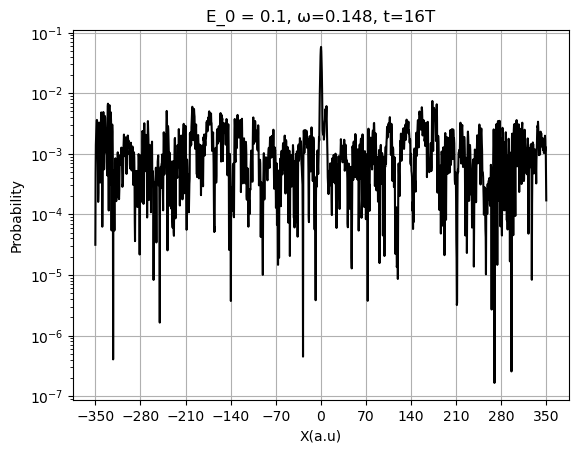 E_0 = 0.1, ω=0.148, t=16T
Probability
10⁻¹
10⁻²
10⁻³
10⁻⁴
10⁻⁵
10⁻⁶
10⁻⁷
−350 −280 −210 −140 −70 0 70 140 210 280 350
X(a.u)